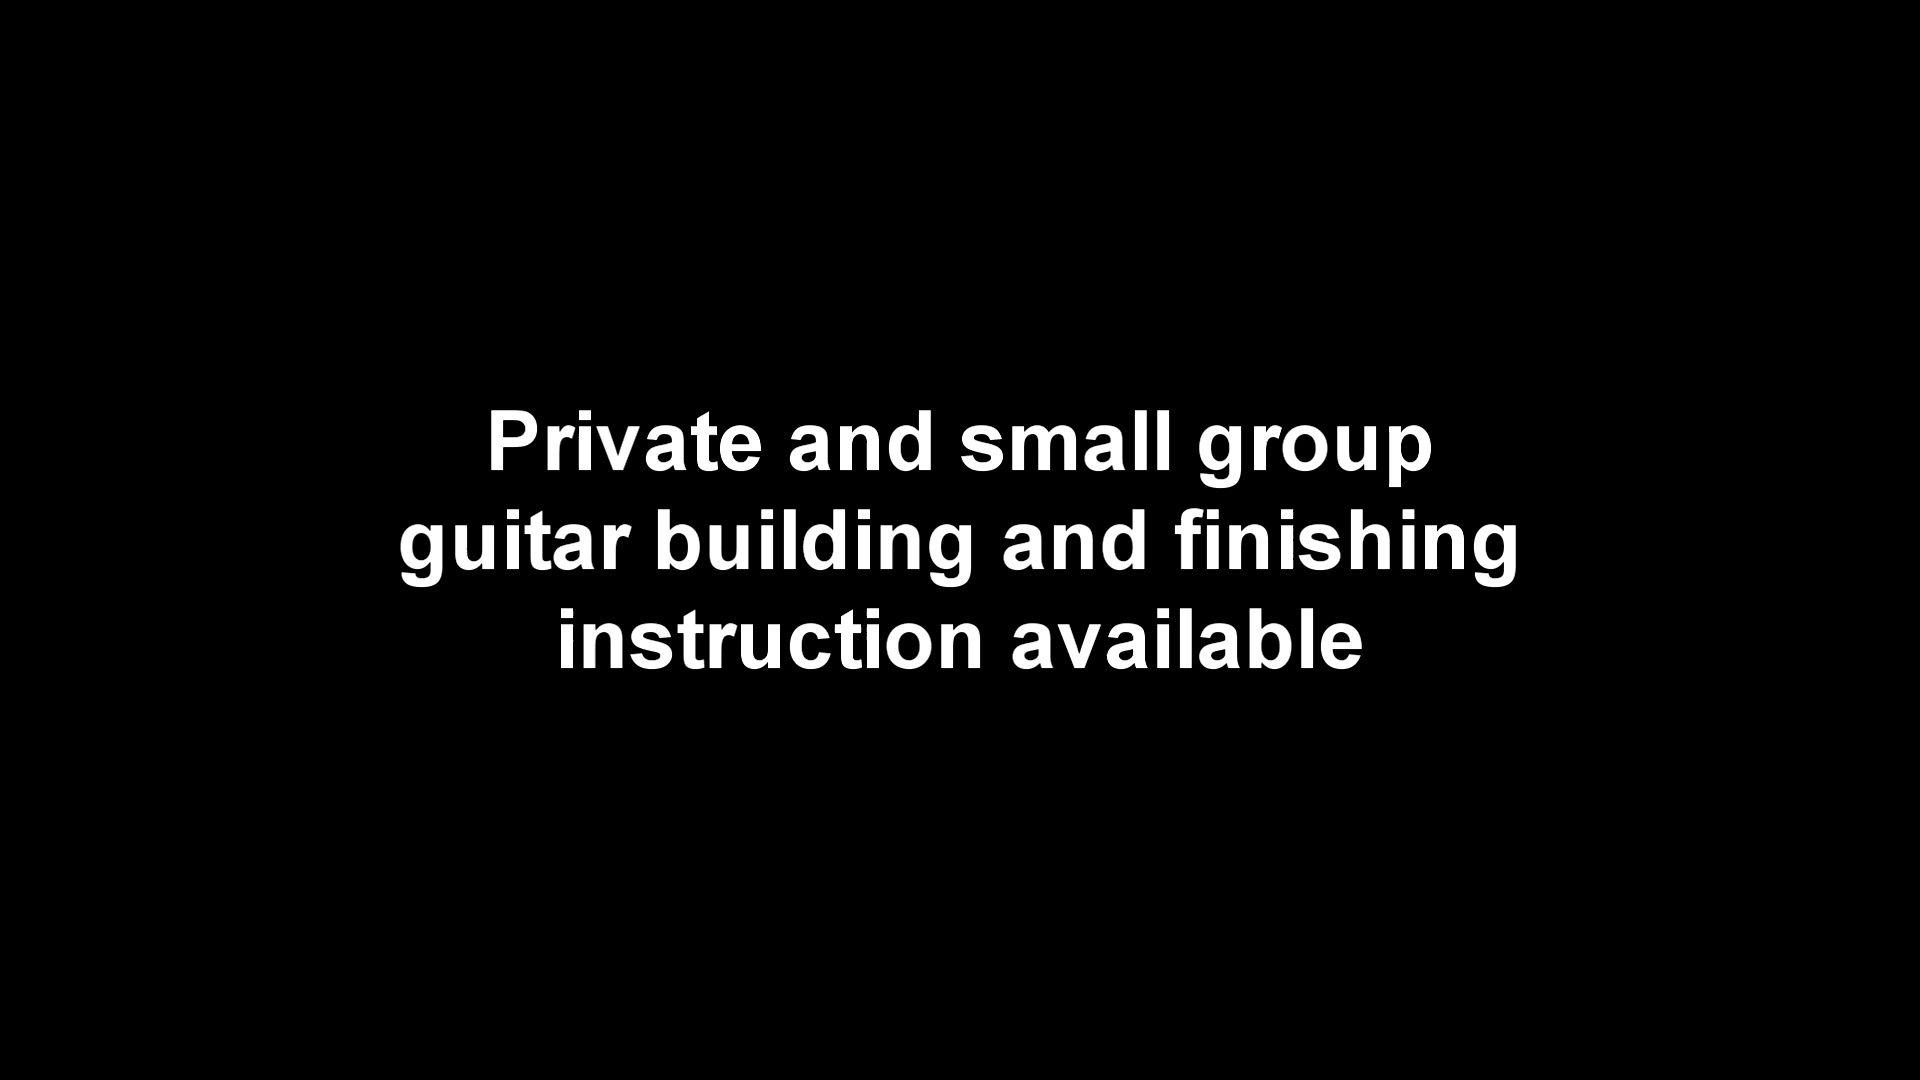 Private and small group
guitar building and finishing
instruction available